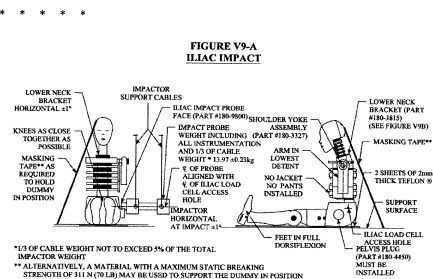 * * * * *
FIGURE V9-A
ILIAC IMPACT
LOWER NECK
BRACKET
HORIZONTAL ±1°
KNEES AS CLOSE
TOGETHER AS
POSSIBLE
MASKING
TAPE** AS
REQUIRED
TO HOLD
DUMMY
IN POSITION
IMPACTOR
SUPPORT CABLES
ILIAC IMPACT PROBE
FACE (PART #180-9800)
IMPACT
PROBE
WEIGHT INCLUDING
ALL INSTRUMENTATION
AND 1/3 OF CABLE
WEIGHT * 13.97 ±0.23kg
℄ OF PROBE
ALIGNED WITH
℄ OF ILIAC LOAD
CELL ACCESS
HOLE
IMPACTOR
HORIZONTAL
AT IMPACT ±1°
SHOULDER YOKE
ASSEMBLY
(PART #180-3327)
ARM IN
LOWEST
DETENT
NO JACKET
NO PANTS
INSTALLED
FEET IN FULL
DORSIFLEXION
LOWER NECK
BRACKET (PART
#180-3815)
(SEE FIGURE V9B)
MASKING TAPE**
2 SHEETS OF 2mm
THICK TEFLON ®
SUPPORT
SURFACE
ILIAC LOAD CELL
ACCESS HOLE
PELVIS PLUG
(PART #180-4450)
MUST BE
INSTALLED
*1/3 OF CABLE WEIGHT NOT TO EXCEED 5% OF THE TOTAL
IMPACTOR WEIGHT
** ALTERNATIVELY, A MATERIAL WITH A MAXIMUM STATIC BREAKING
STRENGTH OF 311 N (70 LB) MAY BE USED TO SUPPORT THE DUMMY IN POSITION